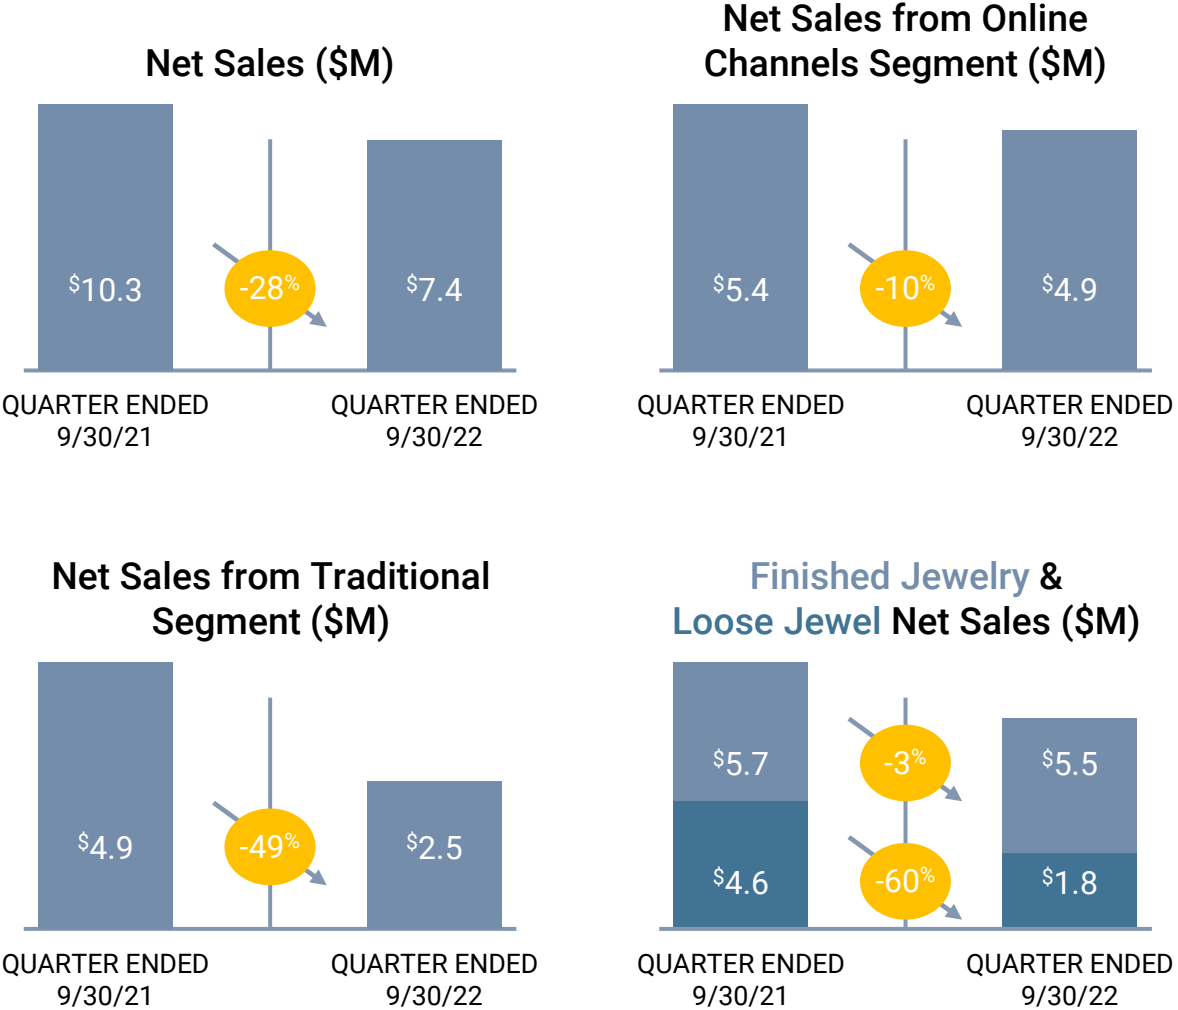 Net Sales ($M)
$10.3
-28%
$7.4
QUARTER ENDED
9/30/21
QUARTER ENDED
9/30/22
Net Sales from Online
Channels Segment ($M)
$5.4
-10%
$4.9
QUARTER ENDED
9/30/21
QUARTER ENDED
9/30/22
Net Sales from Traditional
Segment ($M)
$4.9
-49%
$2.5
QUARTER ENDED
9/30/21
QUARTER ENDED
9/30/22
Finished Jewelry &
Loose Jewel Net Sales ($M)
$5.7
-3%
$5.5
$4.6
-60%
$1.8
QUARTER ENDED
9/30/21
QUARTER ENDED
9/30/22